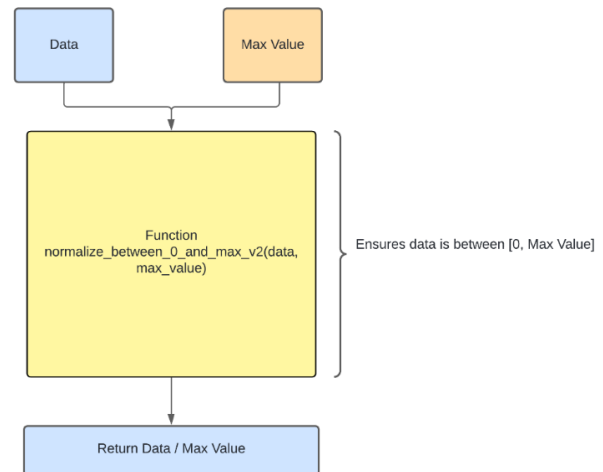 Data
Max Value
Function
normalize_between_0_and_max_v2(data,
max_value)
Ensures data is between [0, Max Value]
Return Data / Max Value